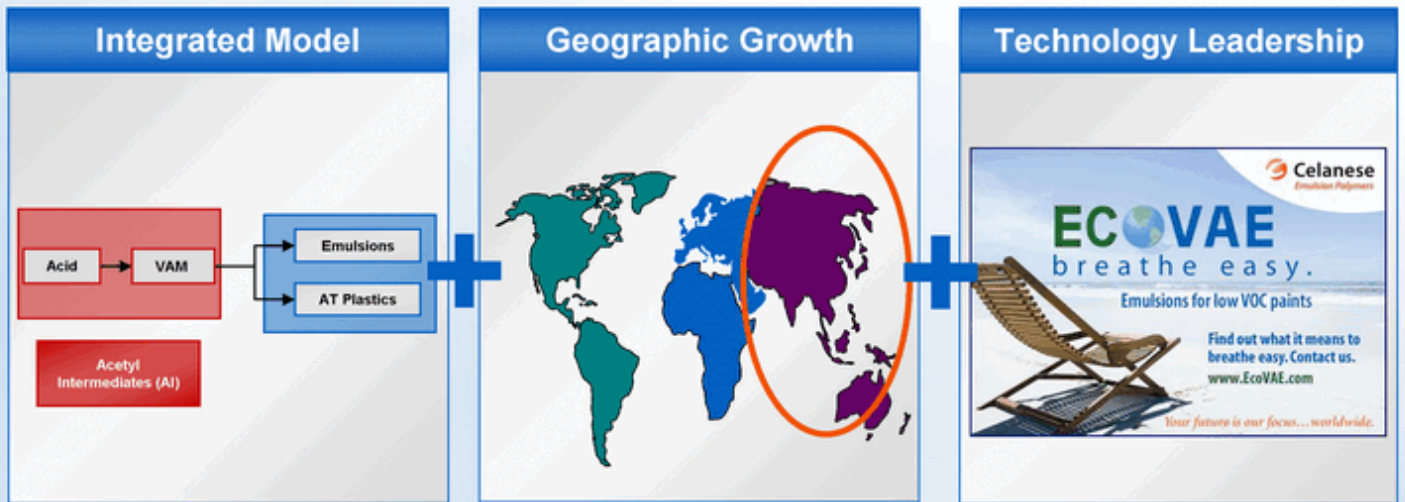 Integrated Model
Acid
VAM
Emulsions
AT Plastics
Acetyl
Intermediates (AI)
Geographic Growth
Technology Leadership
Celanese
Emulsion Polymers
ECOVAE
breathe easy.
Emulsions for low VOC paints
Find out what it means to
breathe easy. Contact us.
www.EcoVAE.com
Your future is our focus...worldwide.